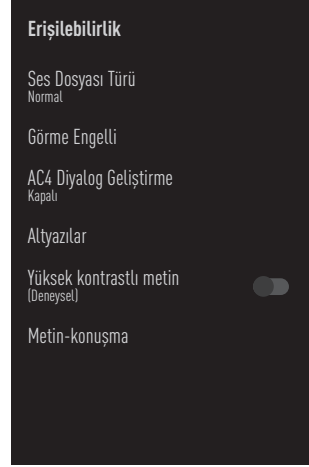 Erişilebilirlik
Ses Dosyası Türü
Normal
Görme Engelli
AC4 Diyalog Geliştirme
Kapalı
Altyazılar
Yüksek kontrastlı metin
(Deneysel)
Metin-konuşma